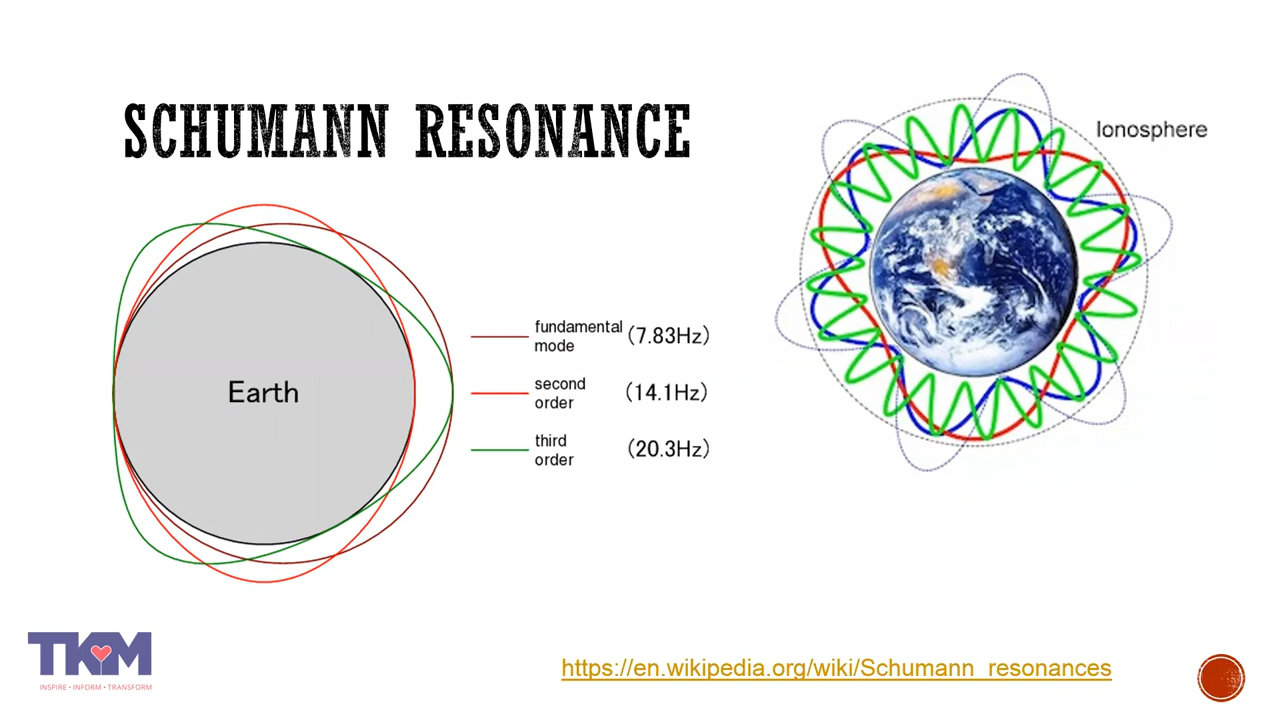 SCHUMANN RESONANCE
Ionosphere
Earth
fundamental
mode
(7.83Hz)
second
order
(14.1Hz)
third
order
(20.3Hz)
TKM
INSPIRE • INFORM • TRANSFORM
https://en.wikipedia.org/wiki/Schumann_resonances